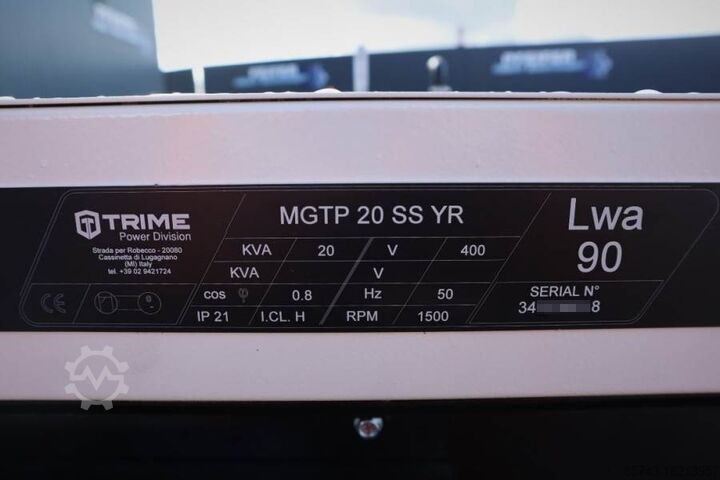 TRIME
Power Division
Strada per Robecco - 20080
Cassinetta di Lugagnano
(MI) Italy
tel. +39 02 9421724
CE
MGTP 20 SS YR
KVA 20 V 400
KVA V
cos φ 0.8 Hz 50
IP 21 I.CL. H RPM 1500
Lwa
90
SERIAL N°
34 8